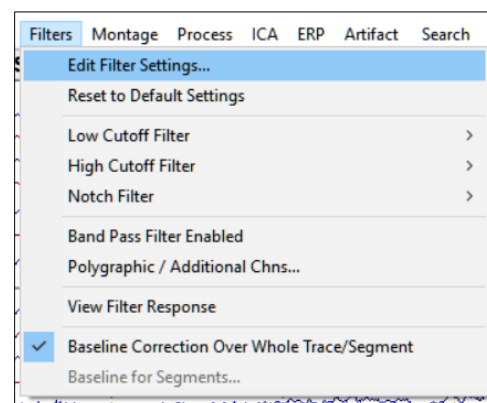 Filters Montage Process ICA ERP Artifact Search
Edit Filter Settings...
Reset to Default Settings
Low Cutoff Filter >
High Cutoff Filter >
Notch Filter >
Band Pass Filter Enabled
Polygraphic / Additional Chns...
View Filter Response
✓ Baseline Correction Over Whole Trace/Segment
Baseline for Segments...